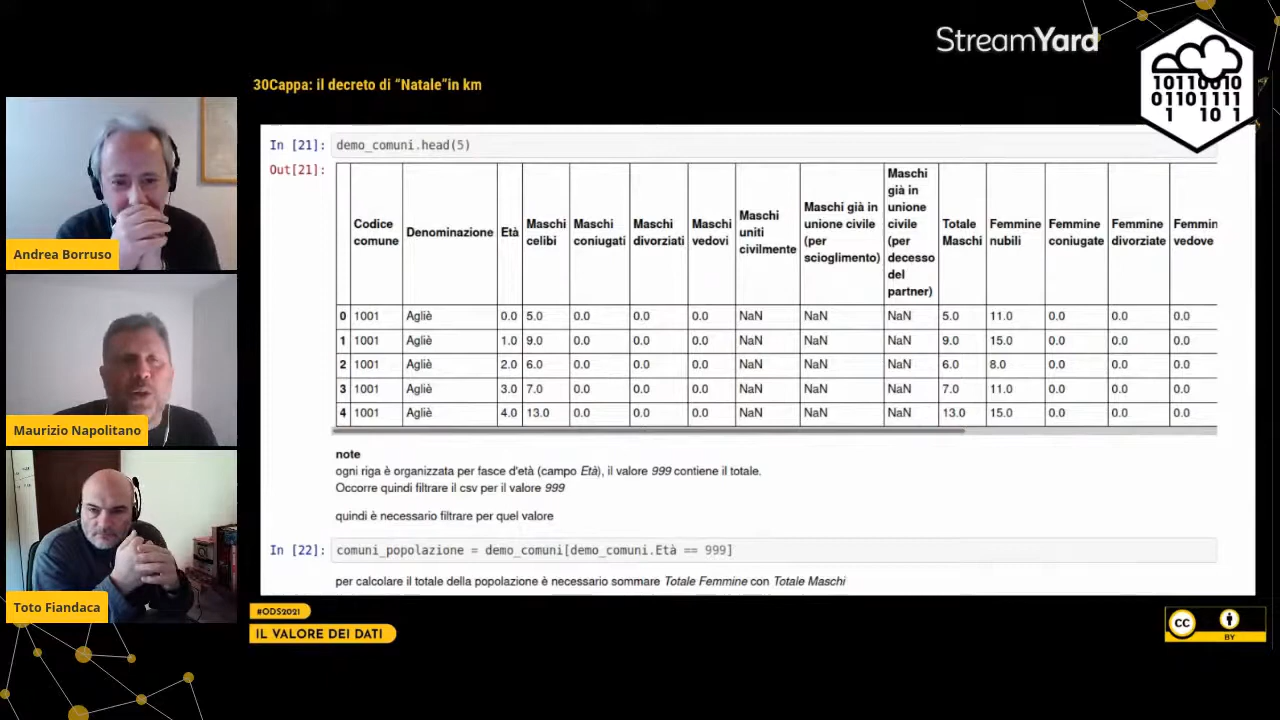 StreamYard
10110010
01101111
1 10 1
30Cappa: il decreto di “Natale”in km
Andrea Borruso
Maurizio Napolitano
Toto Fiandaca
In [21]: demo_comuni.head(5)
Out[21]:
Codice comune Denominazione Età Maschi celibi Maschi coniugati Maschi divorziati Maschi vedovi Maschi uniti civilmente Maschi già in unione civile (per scioglimento) Maschi già in unione civile (per decesso del partner) Totale Maschi Femmine nubili Femmine coniugate Femmine divorziate Femmin vedove
0 1001 Agliè 0.0 5.0 0.0 0.0 0.0 NaN NaN NaN 5.0 11.0 0.0 0.0 0.0
1 1001 Agliè 1.0 9.0 0.0 0.0 0.0 NaN NaN NaN 9.0 15.0 0.0 0.0 0.0
2 1001 Agliè 2.0 6.0 0.0 0.0 0.0 NaN NaN NaN 6.0 8.0 0.0 0.0 0.0
3 1001 Agliè 3.0 7.0 0.0 0.0 0.0 NaN NaN NaN 7.0 11.0 0.0 0.0 0.0
4 1001 Agliè 4.0 13.0 0.0 0.0 0.0 NaN NaN NaN 13.0 15.0 0.0 0.0 0.0
note
ogni riga è organizzata per fasce d'età (campo Età), il valore 999 contiene il totale.
Occorre quindi filtrare il csv per il valore 999
quindi è necessario filtrare per quel valore
In [22]: comuni_popolazione = demo_comuni[demo_comuni.Età == 999]
per calcolare il totale della popolazione è necessario sommare Totale Femmine con Totale Maschi
#ODS2021
IL VALORE DEI DATI
CC
BY